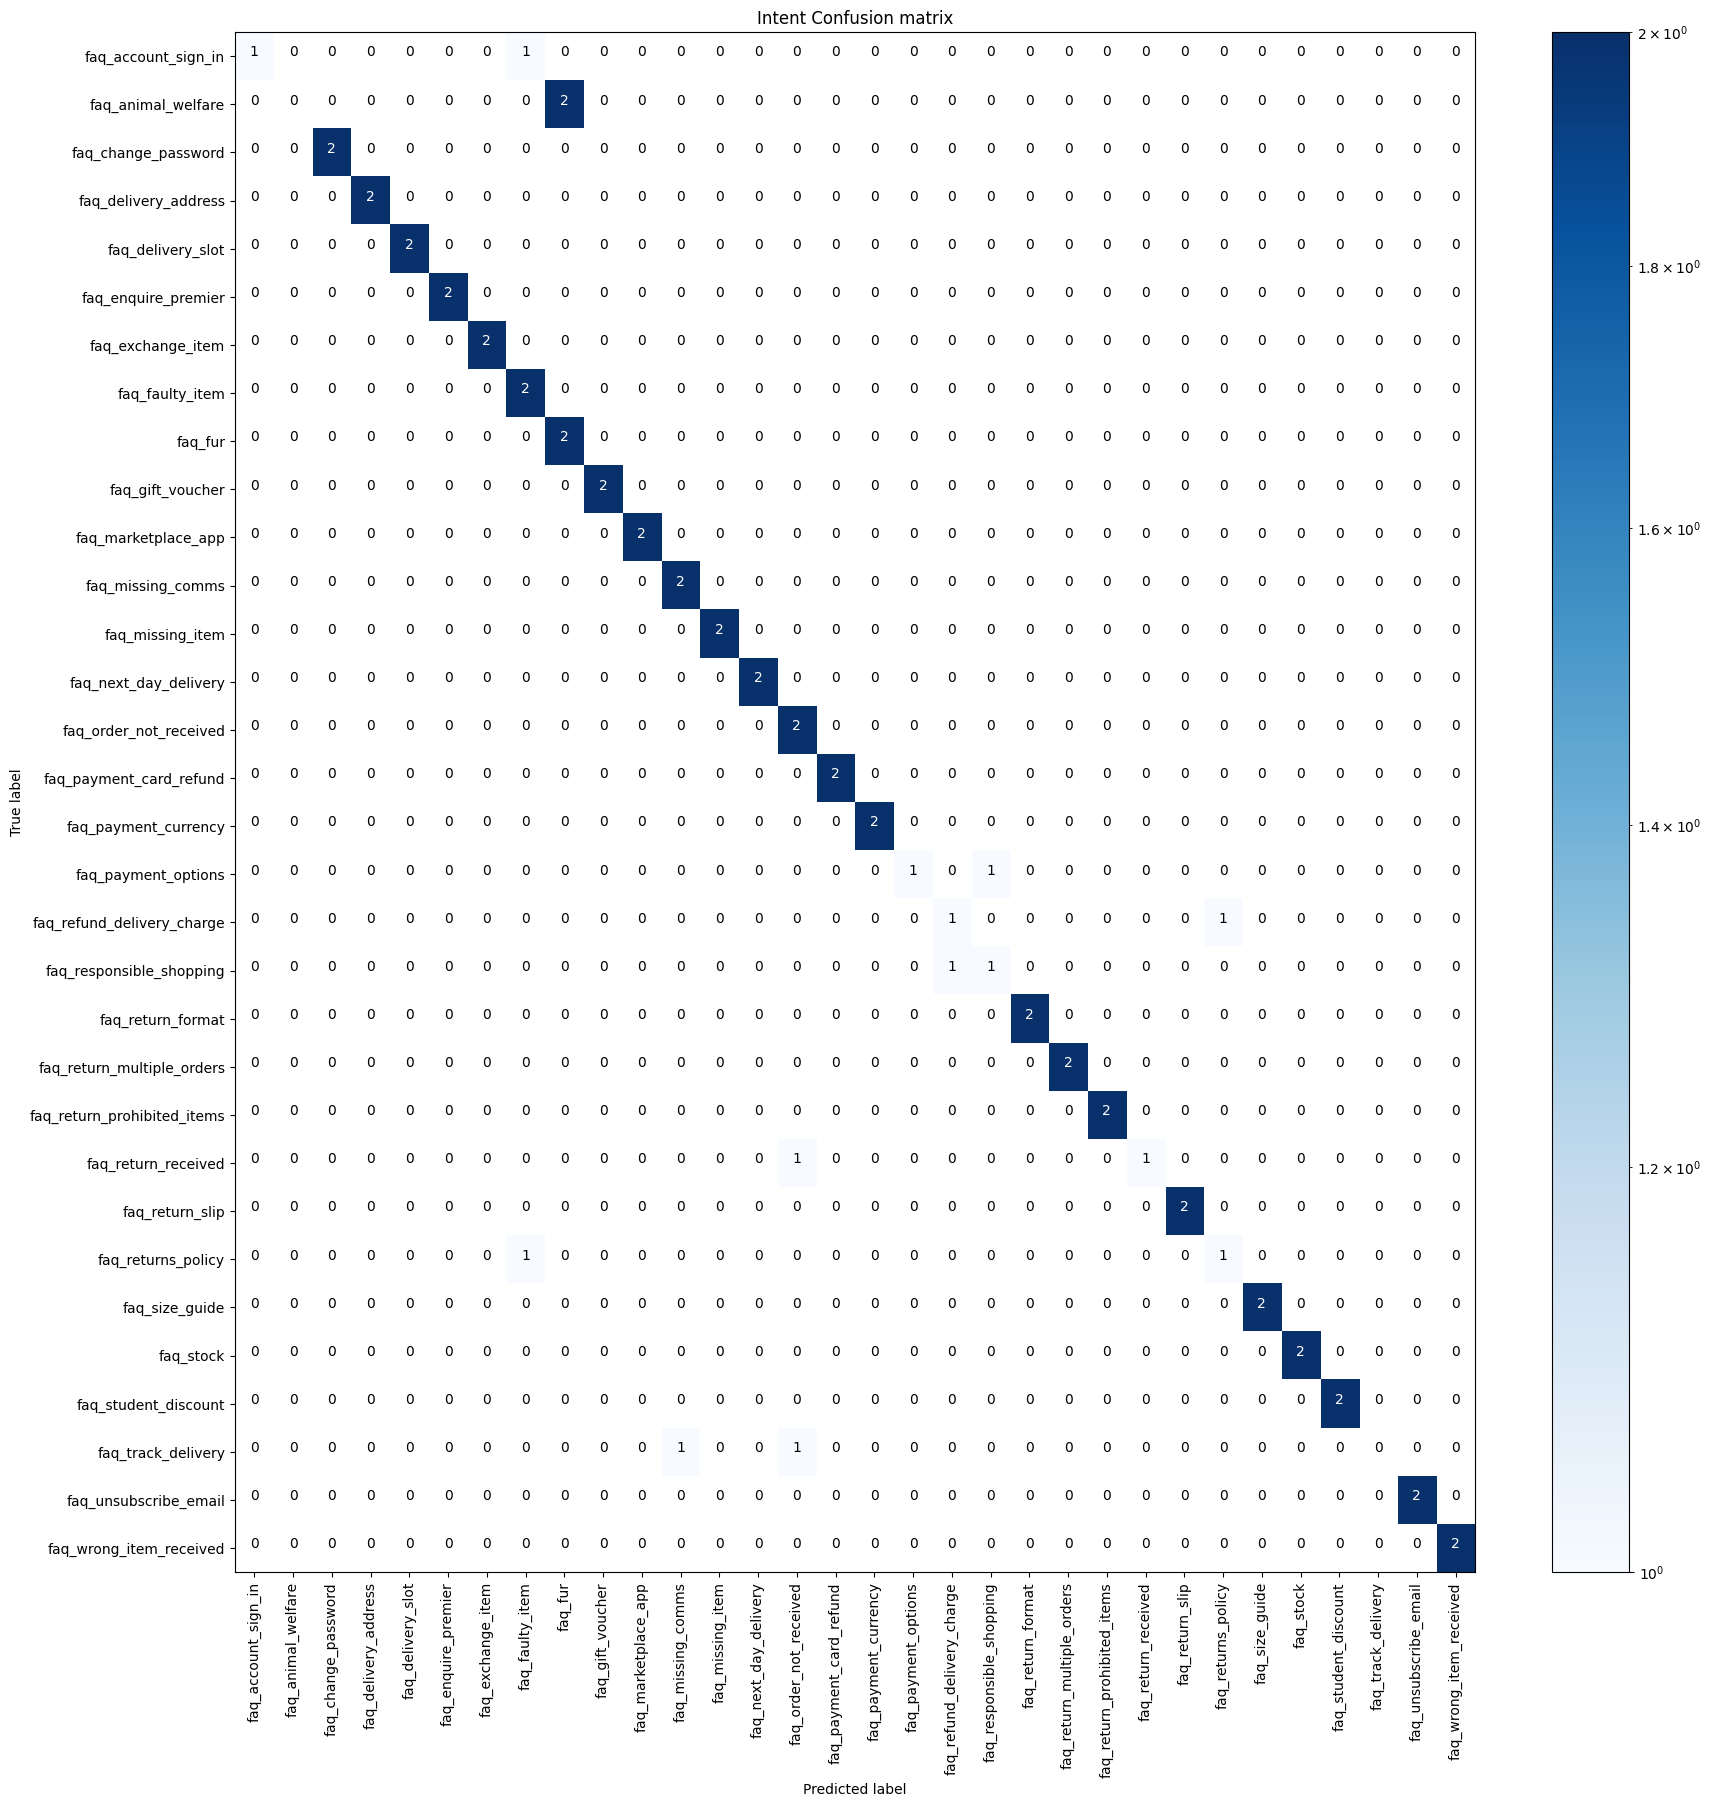 Intent Confusion matrix
faq_account_sign_in 1 0 0 0 0 0 0 1 0 0 0 0 0 0 0 0 0 0 0 0 0 0 0 0 0 0 0 0 0 0 0 0
faq_animal_welfare 0 0 0 0 0 0 0 0 2 0 0 0 0 0 0 0 0 0 0 0 0 0 0 0 0 0 0 0 0 0 0 0
faq_change_password 0 0 2 0 0 0 0 0 0 0 0 0 0 0 0 0 0 0 0 0 0 0 0 0 0 0 0 0 0 0 0 0
faq_delivery_address 0 0 0 2 0 0 0 0 0 0 0 0 0 0 0 0 0 0 0 0 0 0 0 0 0 0 0 0 0 0 0 0
faq_delivery_slot 0 0 0 0 2 0 0 0 0 0 0 0 0 0 0 0 0 0 0 0 0 0 0 0 0 0 0 0 0 0 0 0
faq_enquire_premier 0 0 0 0 0 2 0 0 0 0 0 0 0 0 0 0 0 0 0 0 0 0 0 0 0 0 0 0 0 0 0 0
faq_exchange_item 0 0 0 0 0 0 2 0 0 0 0 0 0 0 0 0 0 0 0 0 0 0 0 0 0 0 0 0 0 0 0 0
faq_faulty_item 0 0 0 0 0 0 0 2 0 0 0 0 0 0 0 0 0 0 0 0 0 0 0 0 0 0 0 0 0 0 0 0
faq_fur 0 0 0 0 0 0 0 0 2 0 0 0 0 0 0 0 0 0 0 0 0 0 0 0 0 0 0 0 0 0 0 0
faq_gift_voucher 0 0 0 0 0 0 0 0 0 2 0 0 0 0 0 0 0 0 0 0 0 0 0 0 0 0 0 0 0 0 0 0
faq_marketplace_app 0 0 0 0 0 0 0 0 0 0 2 0 0 0 0 0 0 0 0 0 0 0 0 0 0 0 0 0 0 0 0 0
faq_missing_comms 0 0 0 0 0 0 0 0 0 0 0 2 0 0 0 0 0 0 0 0 0 0 0 0 0 0 0 0 0 0 0 0
faq_missing_item 0 0 0 0 0 0 0 0 0 0 0 0 2 0 0 0 0 0 0 0 0 0 0 0 0 0 0 0 0 0 0 0
faq_next_day_delivery 0 0 0 0 0 0 0 0 0 0 0 0 0 2 0 0 0 0 0 0 0 0 0 0 0 0 0 0 0 0 0 0
faq_order_not_received 0 0 0 0 0 0 0 0 0 0 0 0 0 0 2 0 0 0 0 0 0 0 0 0 0 0 0 0 0 0 0 0
faq_payment_card_refund 0 0 0 0 0 0 0 0 0 0 0 0 0 0 0 2 0 0 0 0 0 0 0 0 0 0 0 0 0 0 0 0
faq_payment_currency 0 0 0 0 0 0 0 0 0 0 0 0 0 0 0 0 2 0 0 0 0 0 0 0 0 0 0 0 0 0 0 0
faq_payment_options 0 0 0 0 0 0 0 0 0 0 0 0 0 0 0 0 0 1 0 1 0 0 0 0 0 0 0 0 0 0 0 0
faq_refund_delivery_charge 0 0 0 0 0 0 0 0 0 0 0 0 0 0 0 0 0 0 1 0 0 0 0 0 0 1 0 0 0 0 0 0
faq_responsible_shopping 0 0 0 0 0 0 0 0 0 0 0 0 0 0 0 0 0 0 1 1 0 0 0 0 0 0 0 0 0 0 0 0
faq_return_format 0 0 0 0 0 0 0 0 0 0 0 0 0 0 0 0 0 0 0 0 2 0 0 0 0 0 0 0 0 0 0 0
faq_return_multiple_orders 0 0 0 0 0 0 0 0 0 0 0 0 0 0 0 0 0 0 0 0 0 2 0 0 0 0 0 0 0 0 0 0
faq_return_prohibited_items 0 0 0 0 0 0 0 0 0 0 0 0 0 0 0 0 0 0 0 0 0 0 2 0 0 0 0 0 0 0 0 0
faq_return_received 0 0 0 0 0 0 0 0 0 0 0 0 0 0 1 0 0 0 0 0 0 0 0 1 0 0 0 0 0 0 0 0
faq_return_slip 0 0 0 0 0 0 0 0 0 0 0 0 0 0 0 0 0 0 0 0 0 0 0 0 2 0 0 0 0 0 0 0
faq_returns_policy 0 0 0 0 0 0 0 1 0 0 0 0 0 0 0 0 0 0 0 0 0 0 0 0 0 1 0 0 0 0 0 0
faq_size_guide 0 0 0 0 0 0 0 0 0 0 0 0 0 0 0 0 0 0 0 0 0 0 0 0 0 0 2 0 0 0 0 0
faq_stock 0 0 0 0 0 0 0 0 0 0 0 0 0 0 0 0 0 0 0 0 0 0 0 0 0 0 0 2 0 0 0 0
faq_student_discount 0 0 0 0 0 0 0 0 0 0 0 0 0 0 0 0 0 0 0 0 0 0 0 0 0 0 0 0 2 0 0 0
faq_track_delivery 0 0 0 0 0 0 0 0 0 0 0 1 0 0 1 0 0 0 0 0 0 0 0 0 0 0 0 0 0 0 0 0
faq_unsubscribe_email 0 0 0 0 0 0 0 0 0 0 0 0 0 0 0 0 0 0 0 0 0 0 0 0 0 0 0 0 0 0 2 0
faq_wrong_item_received 0 0 0 0 0 0 0 0 0 0 0 0 0 0 0 0 0 0 0 0 0 0 0 0 0 0 0 0 0 0 0 2
True label
faq_account_sign_in
faq_animal_welfare
faq_change_password
faq_delivery_address
faq_delivery_slot
faq_enquire_premier
faq_exchange_item
faq_faulty_item
faq_fur
faq_gift_voucher
faq_marketplace_app
faq_missing_comms
faq_missing_item
faq_next_day_delivery
faq_order_not_received
faq_payment_card_refund
faq_payment_currency
faq_payment_options
faq_refund_delivery_charge
faq_responsible_shopping
faq_return_format
faq_return_multiple_orders
faq_return_prohibited_items
faq_return_received
faq_return_slip
faq_returns_policy
faq_size_guide
faq_stock
faq_student_discount
faq_track_delivery
faq_unsubscribe_email
faq_wrong_item_received
Predicted label
2 × 10⁰
1.8 × 10⁰
1.6 × 10⁰
1.4 × 10⁰
1.2 × 10⁰
10⁰